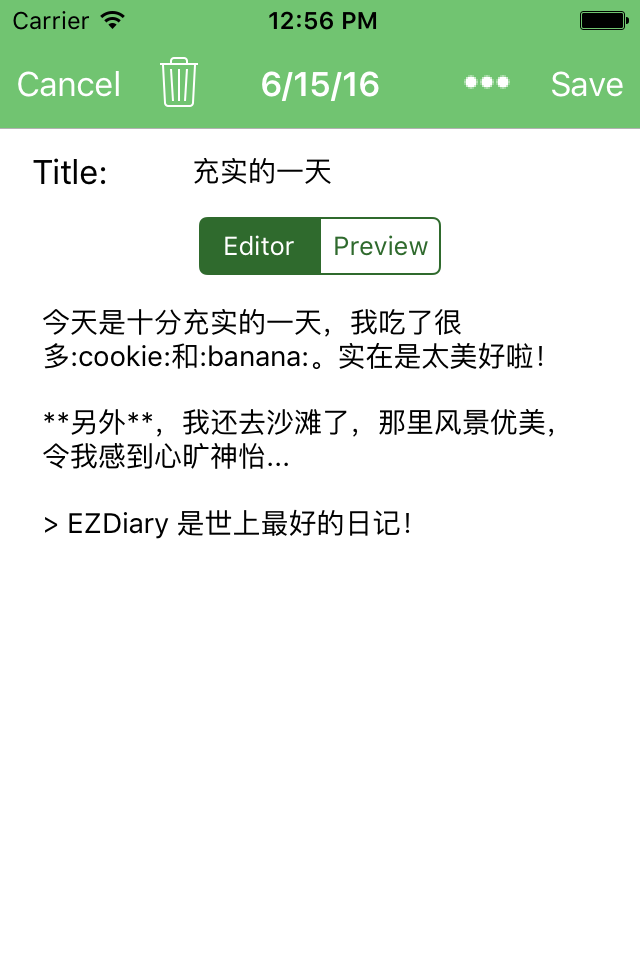 Carrier 12:56 PM
Cancel 6/15/16 ••• Save
Title: 充实的一天
Editor Preview
今天是十分充实的一天，我吃了很
多:cookie:和:banana:。实在是太美好啦！
**另外**，我还去沙滩了，那里风景优美，
令我感到心旷神怡...
> EZDiary 是世上最好的日记！